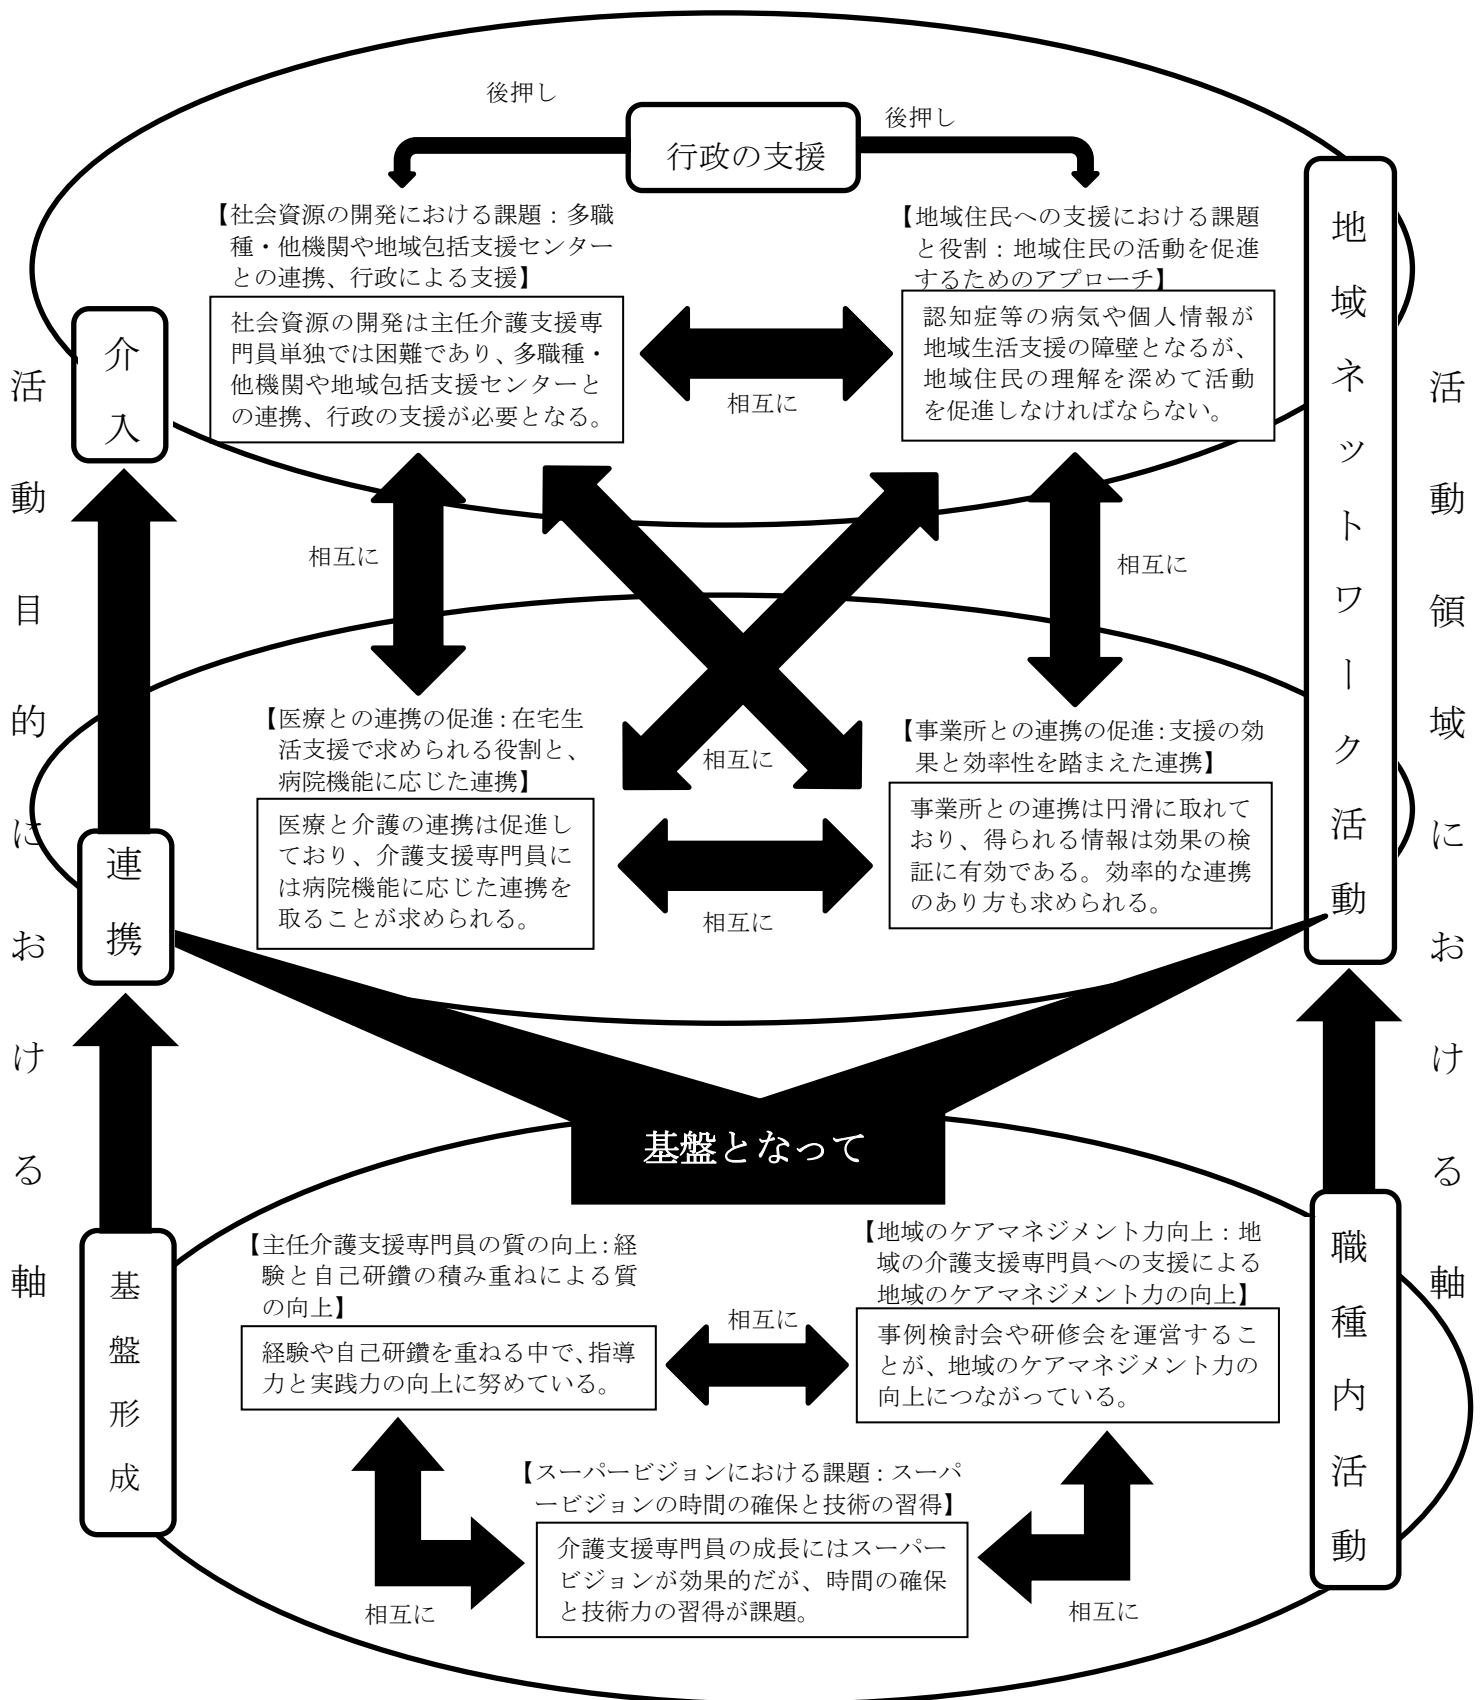 後押し
後押し
行政の支援
【社会資源の開発における課題：多職
種・他機関や地域包括支援センター
との連携、行政による支援】
社会資源の開発は主任介護支援専
門員単独では困難であり、多職種・
他機関や地域包括支援センターと
の連携、行政の支援が必要となる。
相互に
【地域住民への支援における課題
と役割：地域住民の活動を促進
するためのアプローチ】
認知症等の病気や個人情報が
地域生活支援の障壁となるが、
地域住民の理解を深めて活動
を促進しなければならない。
介入
地域ネットワーク活動
活動目的における軸
活動領域における軸
相互に
相互に
【医療との連携の促進：在宅生
活支援で求められる役割と、
病院機能に応じた連携】
医療と介護の連携は促進し
ており、介護支援専門員に
は病院機能に応じた連携を
取ることが求められる。
相互に
相互に
【事業所との連携の促進：支援の効
果と効率性を踏まえた連携】
事業所との連携は円滑に取れて
おり、得られる情報は効果の検
証に有効である。効率的な連携
のあり方も求められる。
連携
基盤となって
【主任介護支援専門員の質の向上：経
験と自己研鑽の積み重ねによる質
の向上】
経験や自己研鑽を重ねる中で、指導
力と実践力の向上に努めている。
相互に
【地域のケアマネジメント力向上：地
域の介護支援専門員への支援による
地域のケアマネジメント力の向上】
事例検討会や研修会を運営するこ
とが、地域のケアマネジメント力の
向上につながっている。
基盤形成
職種内活動
【スーパービジョンにおける課題：スーパ
ービジョンの時間の確保と技術の習得】
介護支援専門員の成長にはスーパー
ビジョンが効果的だが、時間の確保
と技術力の習得が課題。
相互に
相互に